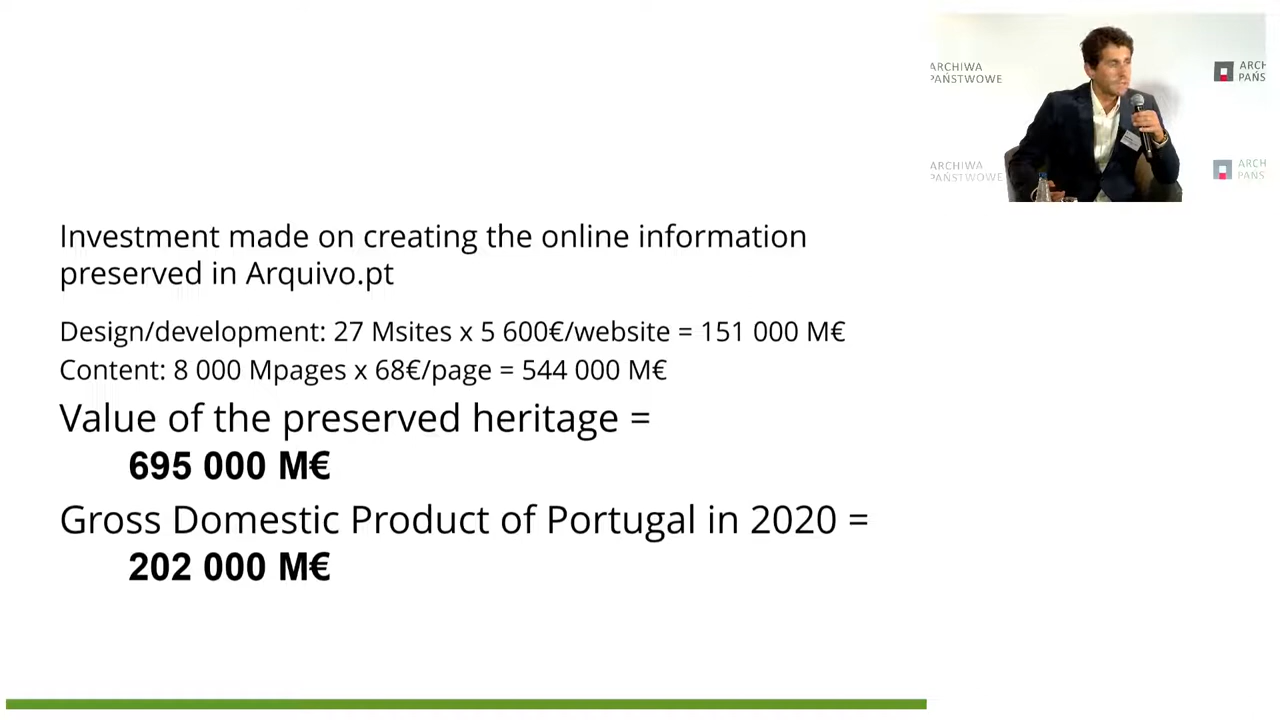 ARCHIWA
PAŃSTWOWE
ARCH
PAŃS
ARCHIWA
PAŃSTWOWE
ARCH
PAŃS
Investment made on creating the online information
preserved in Arquivo.pt
Design/development: 27 Msites x 5 600€/website = 151 000 M€
Content: 8 000 Mpages x 68€/page = 544 000 M€
Value of the preserved heritage =
695 000 M€
Gross Domestic Product of Portugal in 2020 =
202 000 M€